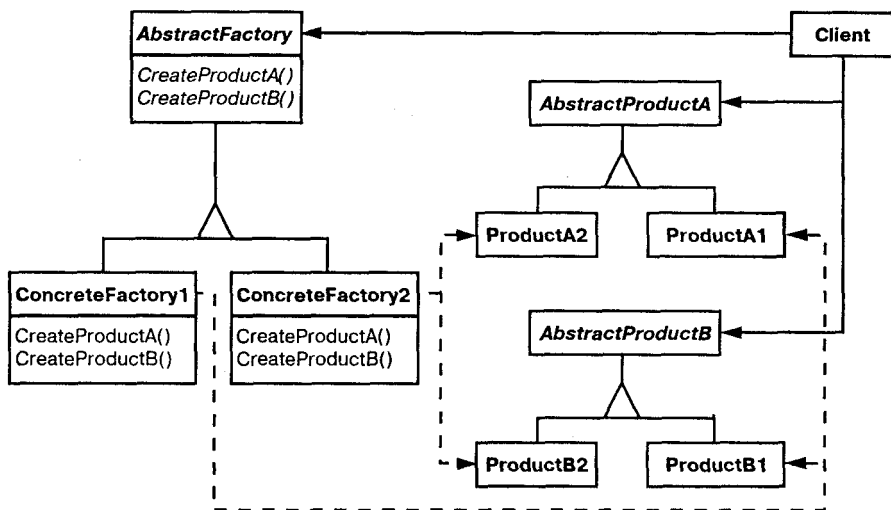 AbstractFactory
CreateProductA()
CreateProductB()
Client
AbstractProductA
ProductA2
ProductA1
ConcreteFactory1
CreateProductA()
CreateProductB()
ConcreteFactory2
CreateProductA()
CreateProductB()
AbstractProductB
ProductB2
ProductB1